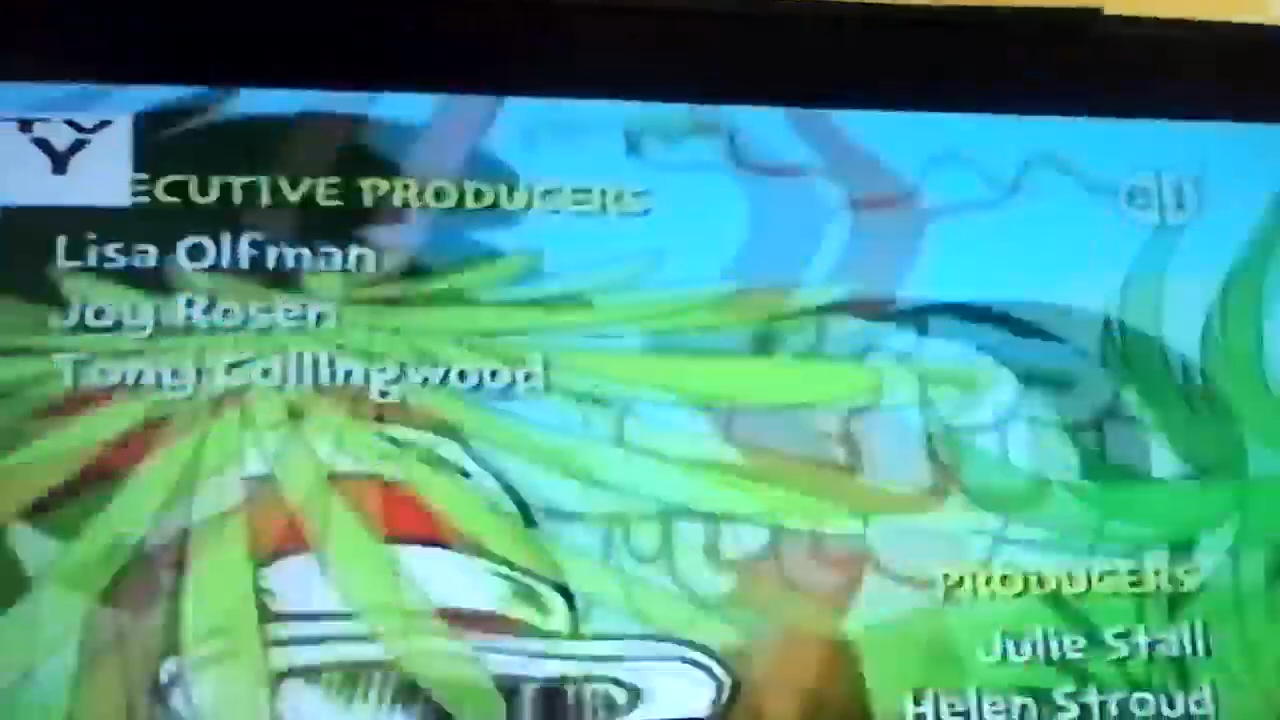 TV
Y
ECUTIVE PRODUCERS
Lisa Olfman
Joy Rosen
Tony Collingwood
PRODUCERS
Julie Stall
Helen Stroud